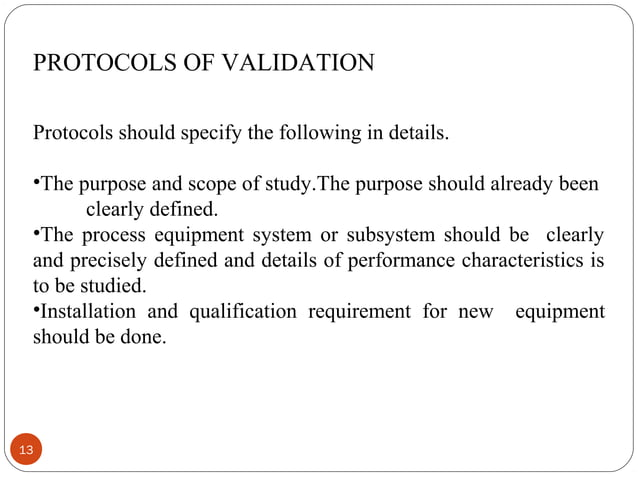 PROTOCOLS OF VALIDATION
Protocols should specify the following in details.
•The purpose and scope of study.The purpose should already been
clearly defined.
•The process equipment system or subsystem should be clearly
and precisely defined and details of performance characteristics is
to be studied.
•Installation and qualification requirement for new equipment
should be done.
13